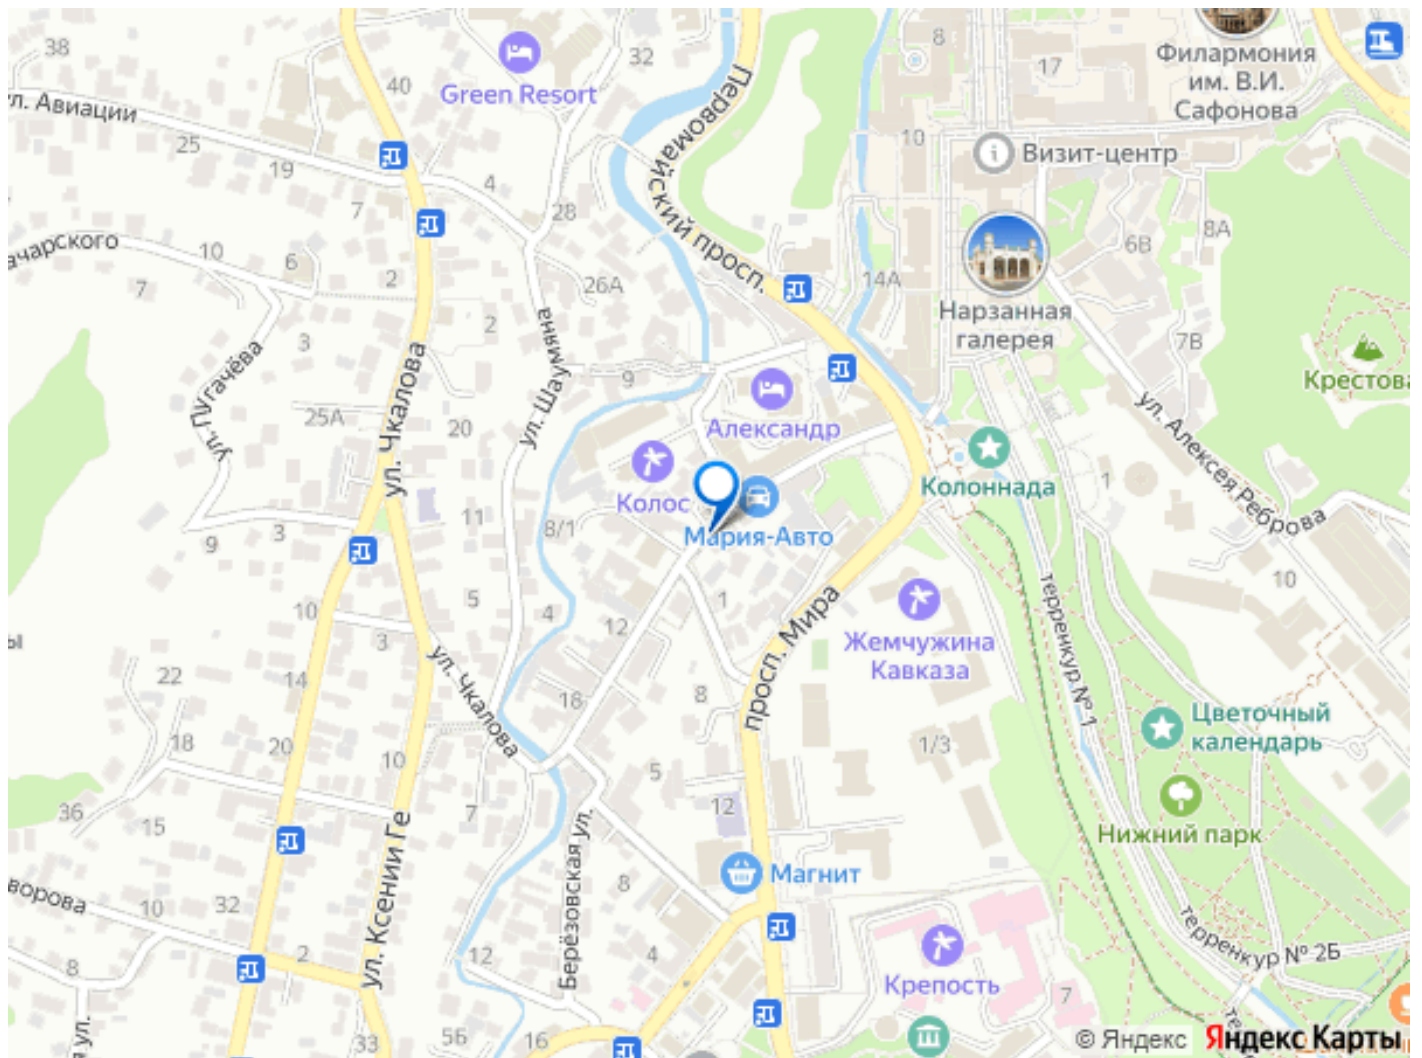 38
32
8
17
Филармония
им. В.И.
Сафонова
40
Green Resort
ул. Авиации
Первомайский просп.
25
19
4
10
Визит-центр
7
28
8А
6В
10
6
7
2
26А
14А
Нарзанная
галерея
2
3
7В
Крестова
ул. Пугачёва
ул. Чкалова
ул. Шаумяна
9
25А
20
Александр
ул. Алексея Реброва
Колос
Колоннада
1
11
8/1
Мария-Авто
3
9
10
5
4
12
1
просп. Мира
Жемчужина
Кавказа
терренкур № 1
10
3
ул. Чкалова
22
14
18
8
Цветочный
календарь
18
20
10
1/3
5
12
36
15
7
Берёзовская ул.
Нижний парк
ул. Ксении Ге
Магнит
8
ворова
10
32
2
12
4
терренкур № 2Б
8
Крепость
7
33
5б
16
© Яндекс
Яндекс Карты